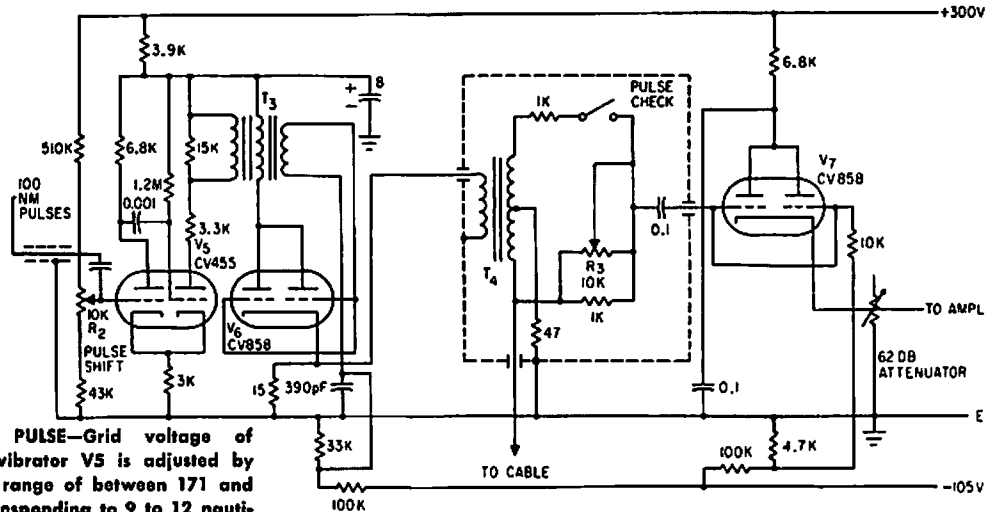 +300V
3.9K
6.8K
T3
8
+
-
510K
6.8K
15K
1.2M
0.001
100
NM
PULSES
3.3K
V5
CV455
10K
R2
PULSE
SHIFT
43K
3K
V6
CV858
15
390pF
33K
100K
1K
PULSE
CHECK
T4
R3
10K
1K
0.1
47
TO CABLE
V7
CV858
10K
TO AMPL
62 DB
ATTENUATOR
0.1
E
4.7K
100K
-105V
PULSE—Grid voltage of
vibrator V5 is adjusted by
range of between 171 and
nsponding to 9 to 12 nauti-